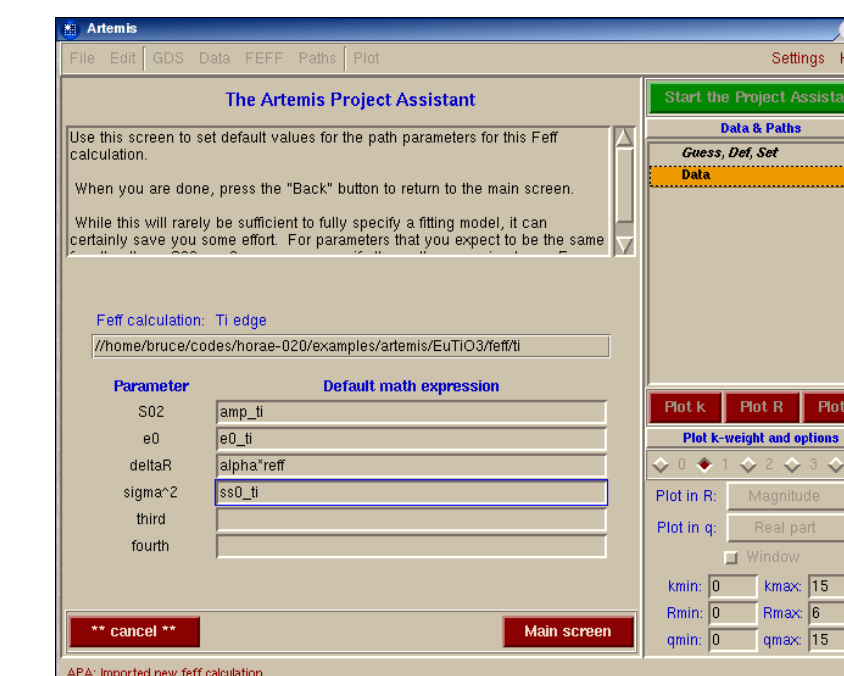 Artemis
File Edit GDS Data FEFF Paths Plot Settings
The Artemis Project Assistant
Use this screen to set default values for the path parameters for this Feff
calculation.
When you are done, press the "Back" button to return to the main screen.
While this will rarely be sufficient to fully specify a fitting model, it can
certainly save you some effort. For parameters that you expect to be the same
Feff calculation: Ti edge
//home/bruce/codes/horae-020/examples/artemis/EuTiO3/feff/ti
Parameter Default math expression
S02 amp_ti
e0 e0_ti
deltaR alpha*reff
sigma^2 ss0_ti
third
fourth
** cancel ** Main screen
APA: Imported new feff calculation
Start the Project Assista
Data & Paths
Guess, Def, Set
Data
Plot k Plot R Plot
Plot k-weight and options
0 1 2 3
Plot in R: Magnitude
Plot in q: Real part
Window
kmin: 0 kmax: 15
Rmin: 0 Rmax: 6
qmin: 0 qmax: 15